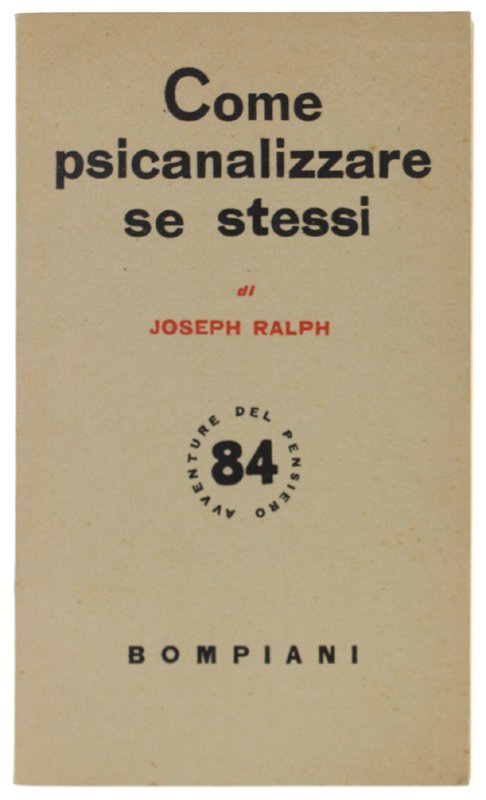 Come
psicanalizzare
se stessi
di
JOSEPH RALPH
AVVENTURE DEL PENSIERO
84
BOMPIANI